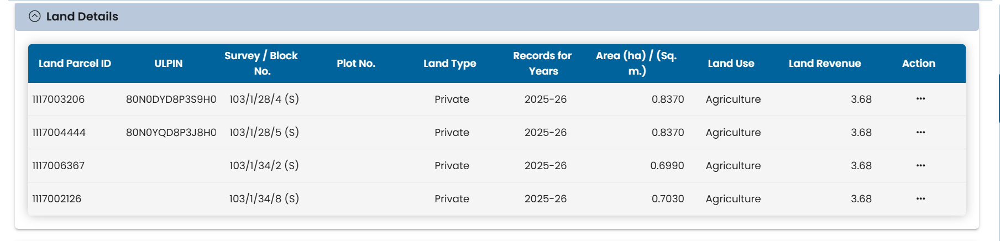 Land Details
Land Parcel ID ULPIN Survey / Block No. Plot No. Land Type Records for Years Area (ha) / (Sq. m.) Land Use Land Revenue Action
1117003206 80N0DYD8P3S9H0 103/1/28/4 (S) Private 2025-26 0.8370 Agriculture 3.68 ...
1117004444 80N0YQD8P3J8H0 103/1/28/5 (S) Private 2025-26 0.8370 Agriculture 3.68 ...
1117006367 103/1/34/2 (S) Private 2025-26 0.6990 Agriculture 3.68 ...
1117002126 103/1/34/8 (S) Private 2025-26 0.7030 Agriculture 3.68 ...